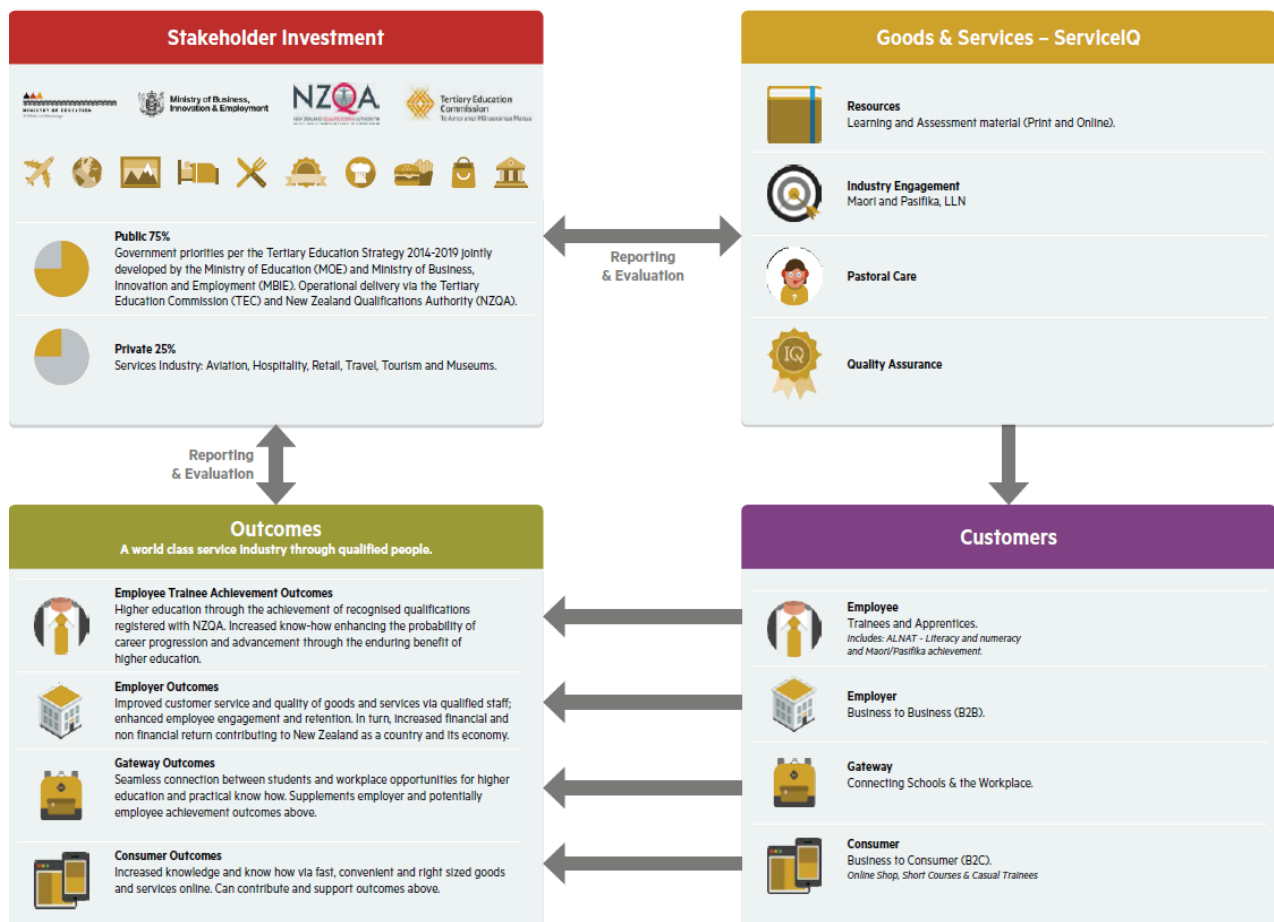 Stakeholder Investment
MINISTRY OF EDUCATION
Ministry of Business,
Innovation & Employment
NZQA
NEW ZEALAND QUALIFICATIONS AUTHORITY
Tertiary Education
Commission
Te Amorangi Mātauranga Matua
Public 75%
Government priorities per the Tertiary Education Strategy 2014-2019 jointly
developed by the Ministry of Education (MOE) and Ministry of Business,
Innovation and Employment (MBIE). Operational delivery via the Tertiary
Education Commission (TEC) and New Zealand Qualifications Authority (NZQA).
Private 25%
Services Industry: Aviation, Hospitality, Retail, Travel, Tourism and Museums.
Reporting
& Evaluation
Goods & Services – ServiceIQ
Resources
Learning and Assessment material (Print and Online).
Industry Engagement
Maori and Pasifika, LLN
?
Pastoral Care
IQ
Quality Assurance
Reporting
& Evaluation
Outcomes
A world class service industry through qualified people.
Employee Trainee Achievement Outcomes
Higher education through the achievement of recognised qualifications
registered with NZQA. Increased know-how enhancing the probability of
career progression and advancement through the enduring benefit of
higher education.
Employer Outcomes
Improved customer service and quality of goods and services via qualified staff;
enhanced employee engagement and retention. In turn, increased financial and
non financial return contributing to New Zealand as a country and its economy.
Gateway Outcomes
Seamless connection between students and workplace opportunities for higher
education and practical know how. Supplements employer and potentially
employee achievement outcomes above.
Consumer Outcomes
Increased knowledge and know how via fast, convenient and right sized goods
and services online. Can contribute and support outcomes above.
Customers
Employee
Trainees and Apprentices.
Includes: ALNAT - Literacy and numeracy
and Maori/Pasifika achievement.
Employer
Business to Business (B2B).
Gateway
Connecting Schools & the Workplace.
Consumer
Business to Consumer (B2C).
Online Shop, Short Courses & Casual Trainees